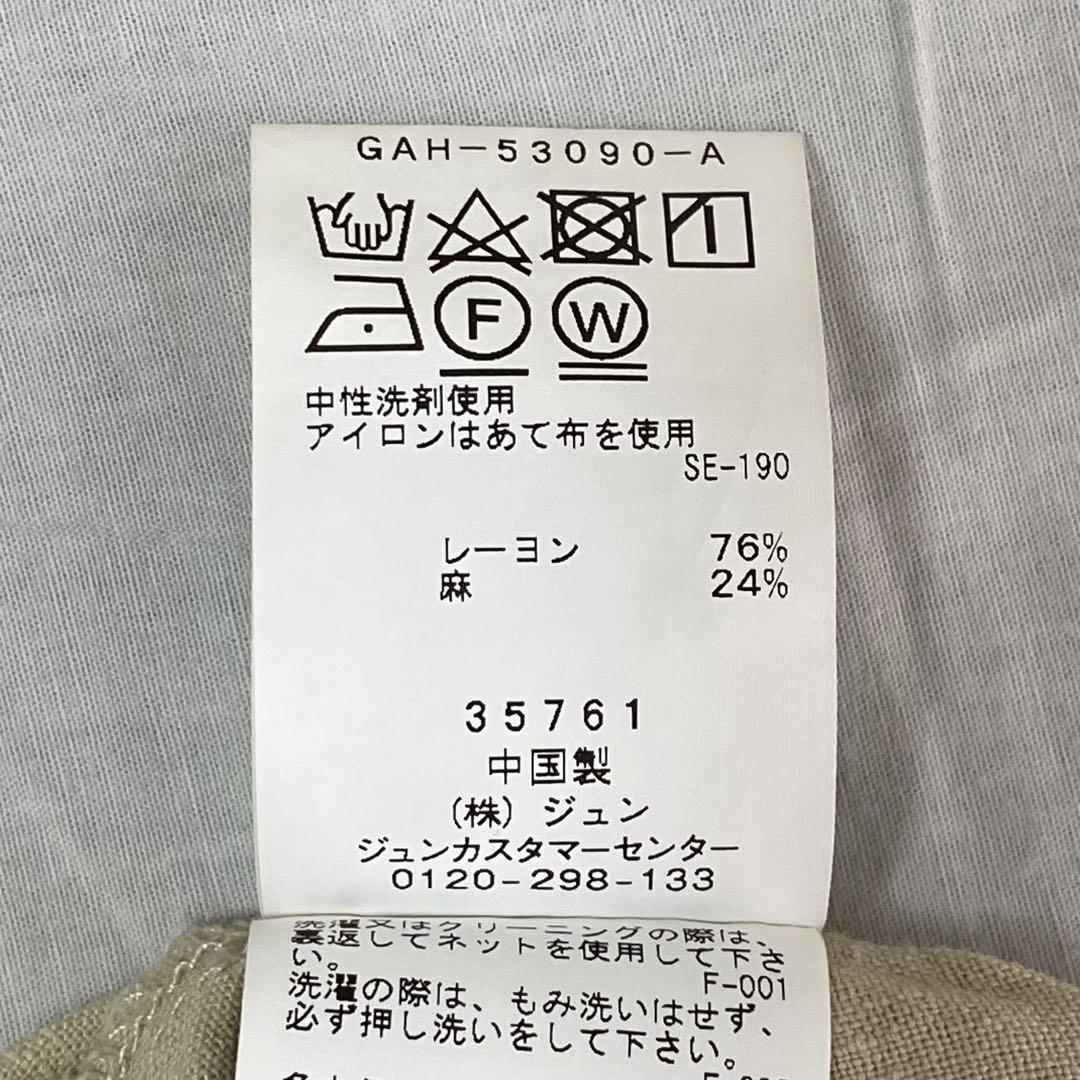 GAH-53090-A
F W
中性洗剤使用
アイロンはあて布を使用
SE-190
レーヨン 76%
麻 24%
35761
中国製
(株) ジュン
ジュンカスタマーセンター
0120-298-133
洗濯又はクリーニングの際は、
裏返してネットを使用して下さ
い。
F-001
洗濯の際は、もみ洗いはせず、
必ず押し洗いをして下さい。